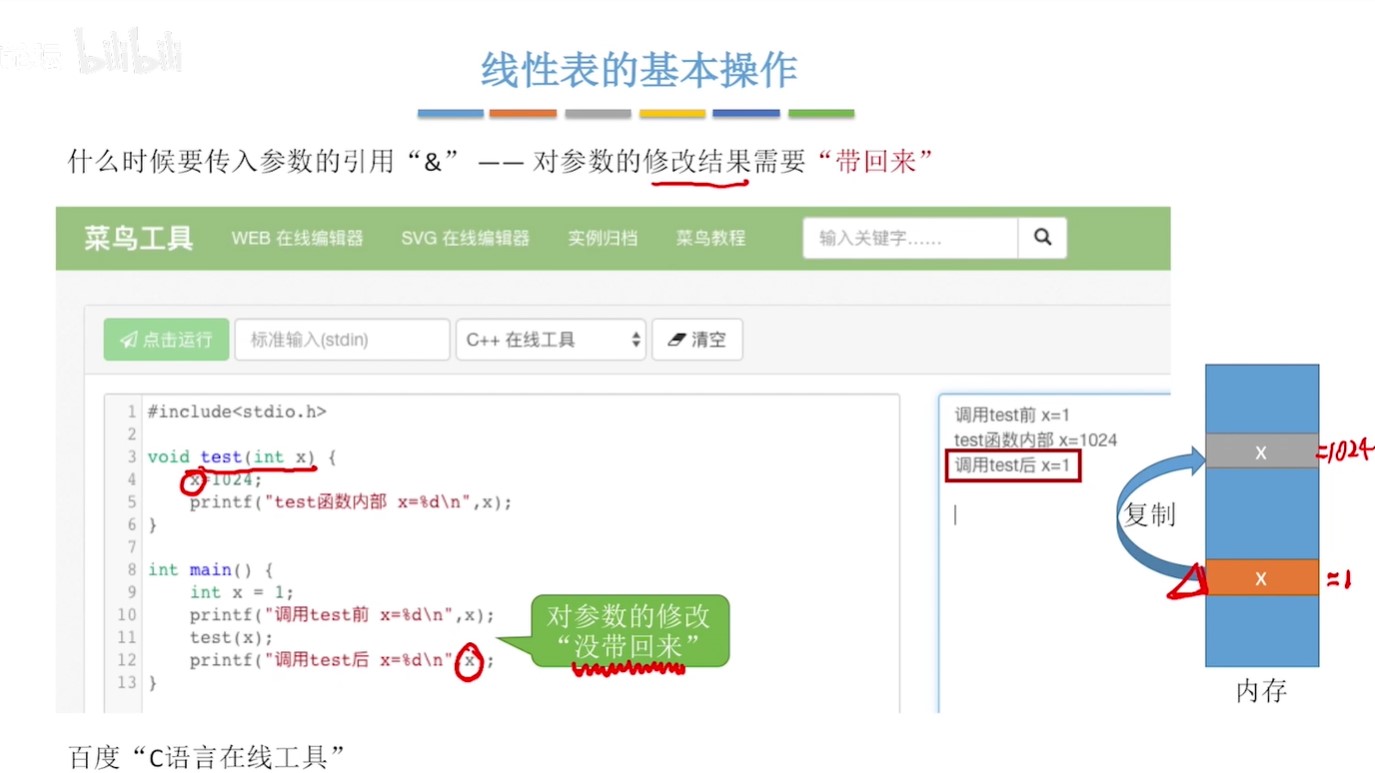 bilibili
线性表的基本操作
什么时候要传入参数的引用“&” —— 对参数的修改结果需要“带回来”
菜鸟工具 WEB 在线编辑器 SVG 在线编辑器 实例归档 菜鸟教程 输入关键字……
点击运行 标准输入(stdin) C++ 在线工具 清空
1 #include<stdio.h>
2
3 void test(int x) {
4 x=1024;
5 printf("test函数内部 x=%d\n",x);
6 }
7
8 int main() {
9 int x = 1;
10 printf("调用test前 x=%d\n",x);
11 test(x);
12 printf("调用test后 x=%d\n",x);
13 }
对参数的修改
“没带回来”
调用test前 x=1
test函数内部 x=1024
调用test后 x=1
x =1024
复制
x =1
内存
百度“C语言在线工具”